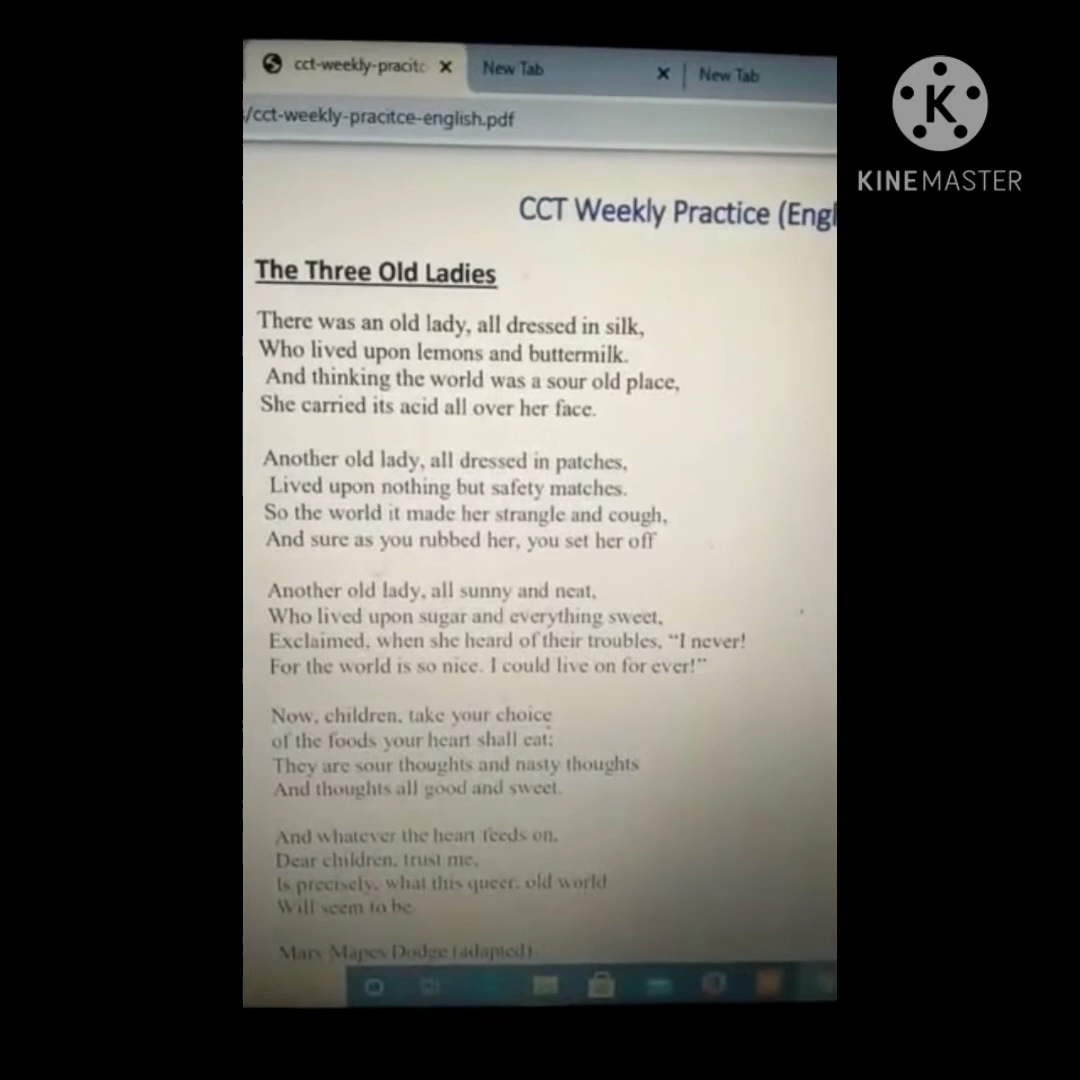 cct-weekly-pracitc
New Tab
New Tab
/cct-weekly-pracitce-english.pdf
KINEMASTER
CCT Weekly Practice (Engl
The Three Old Ladies
There was an old lady, all dressed in silk,
Who lived upon lemons and buttermilk.
And thinking the world was a sour old place,
She carried its acid all over her face.
Another old lady, all dressed in patches,
Lived upon nothing but safety matches.
So the world it made her strangle and cough,
And sure as you rubbed her, you set her off
Another old lady, all sunny and neat,
Who lived upon sugar and everything sweet,
Exclaimed, when she heard of their troubles, “I never!
For the world is so nice. I could live on for ever!”
Now, children, take your choice
of the foods your heart shall eat;
They are sour thoughts and nasty thoughts
And thoughts all good and sweet.
And whatever the heart feeds on,
Dear children, trust me,
Is precisely, what this queer, old world
Will seem to be
Mary Mapes Dodge (adapted)